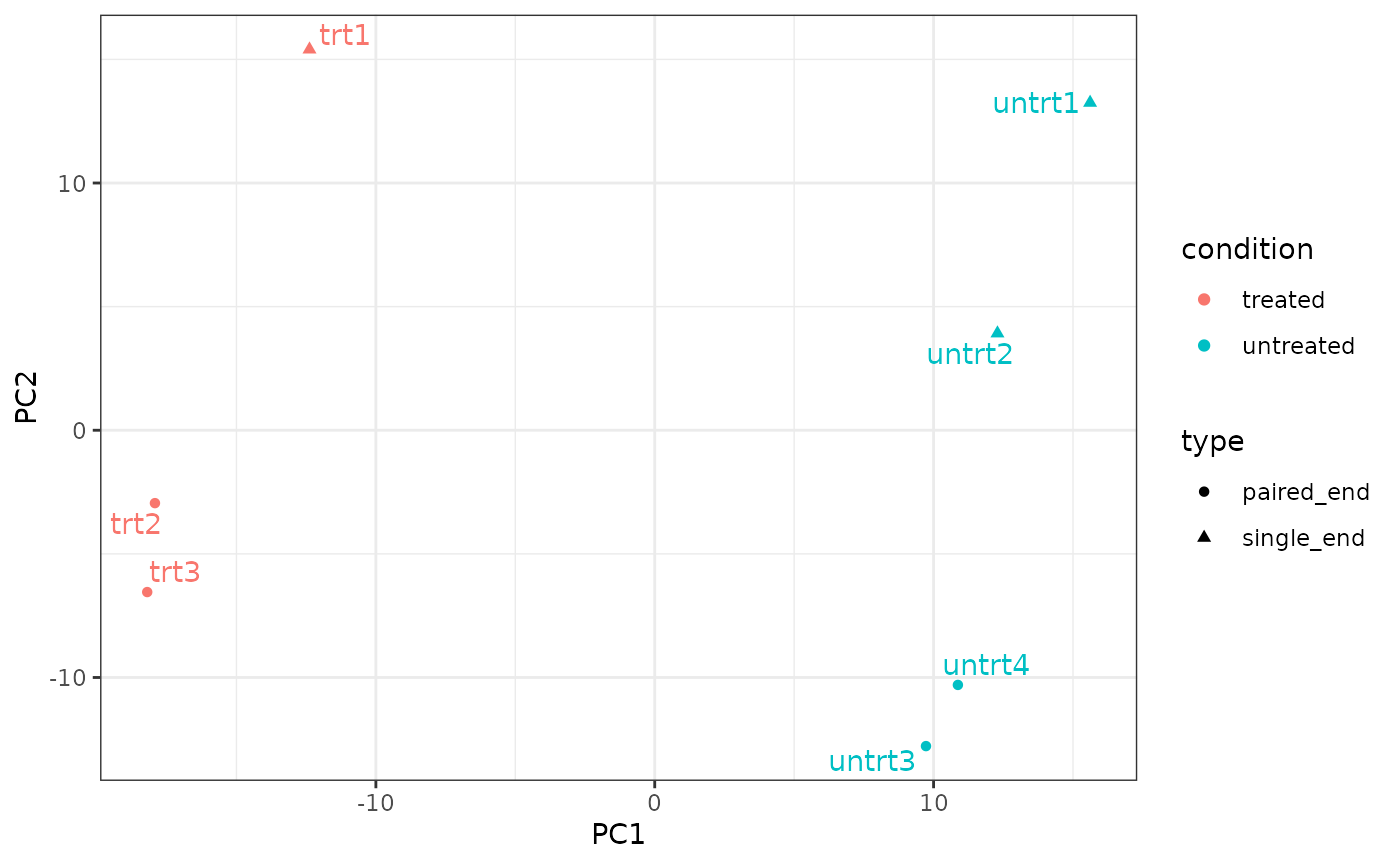 trt1
untrt1
10
untrt2
0
trt2
trt3
untrt4
-10
untrt3
-10 0 10
PC1
PC2
condition
treated
untreated
type
paired_end
single_end